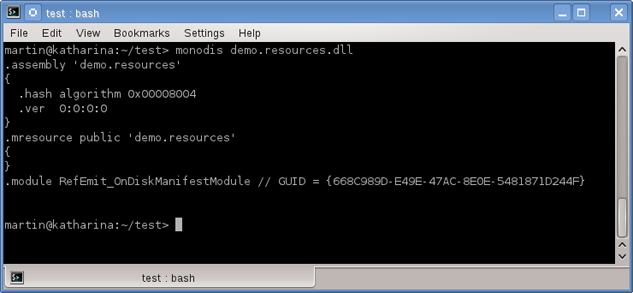 test : bash
File Edit View Bookmarks Settings Help
martin@katharina:~/test> monodis demo.resources.dll
.assembly 'demo.resources'
{
  .hash algorithm 0x00008004
  .ver  0:0:0:0
}
.mresource public 'demo.resources'
{
}
.module RefEmit_OnDiskManifestModule // GUID = {668C989D-E49E-47AC-8E0E-5481871D244F}
martin@katharina:~/test>
test : bash